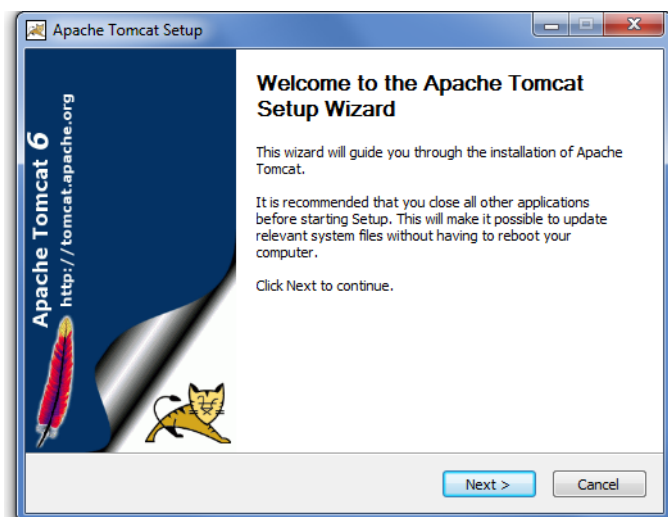 Apache Tomcat Setup
Apache Tomcat 6
http://tomcat.apache.org
Welcome to the Apache Tomcat
Setup Wizard
This wizard will guide you through the installation of Apache
Tomcat.
It is recommended that you close all other applications
before starting Setup. This will make it possible to update
relevant system files without having to reboot your
computer.
Click Next to continue.
Next >
Cancel